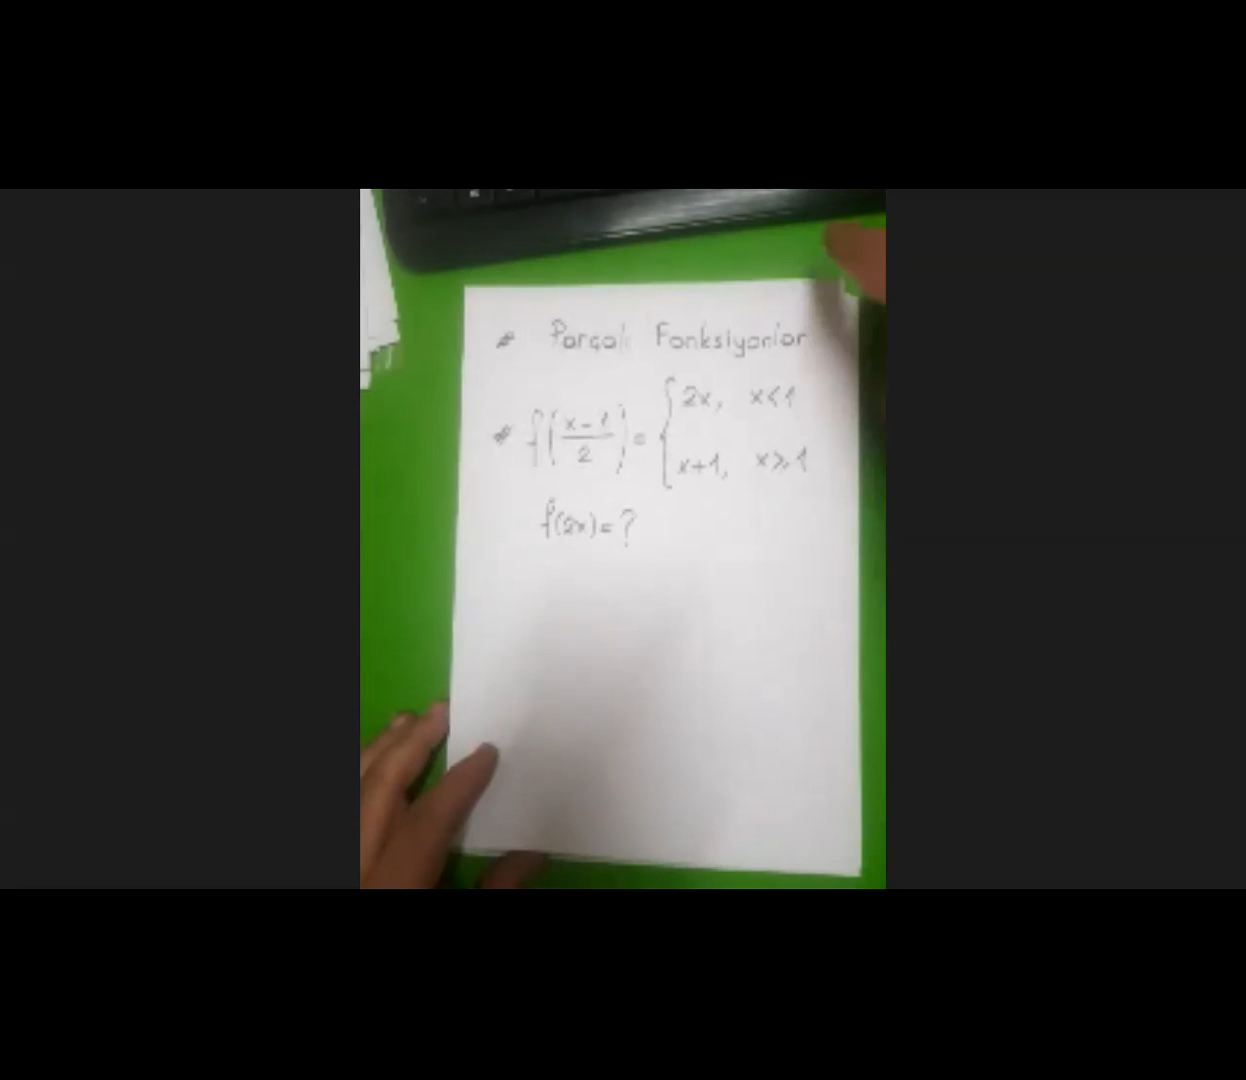 * Parçalı Fonksiyonlar
* f((x-1)/2) = { 2x, x<1
x+1, x⩾1
f(2x)=?